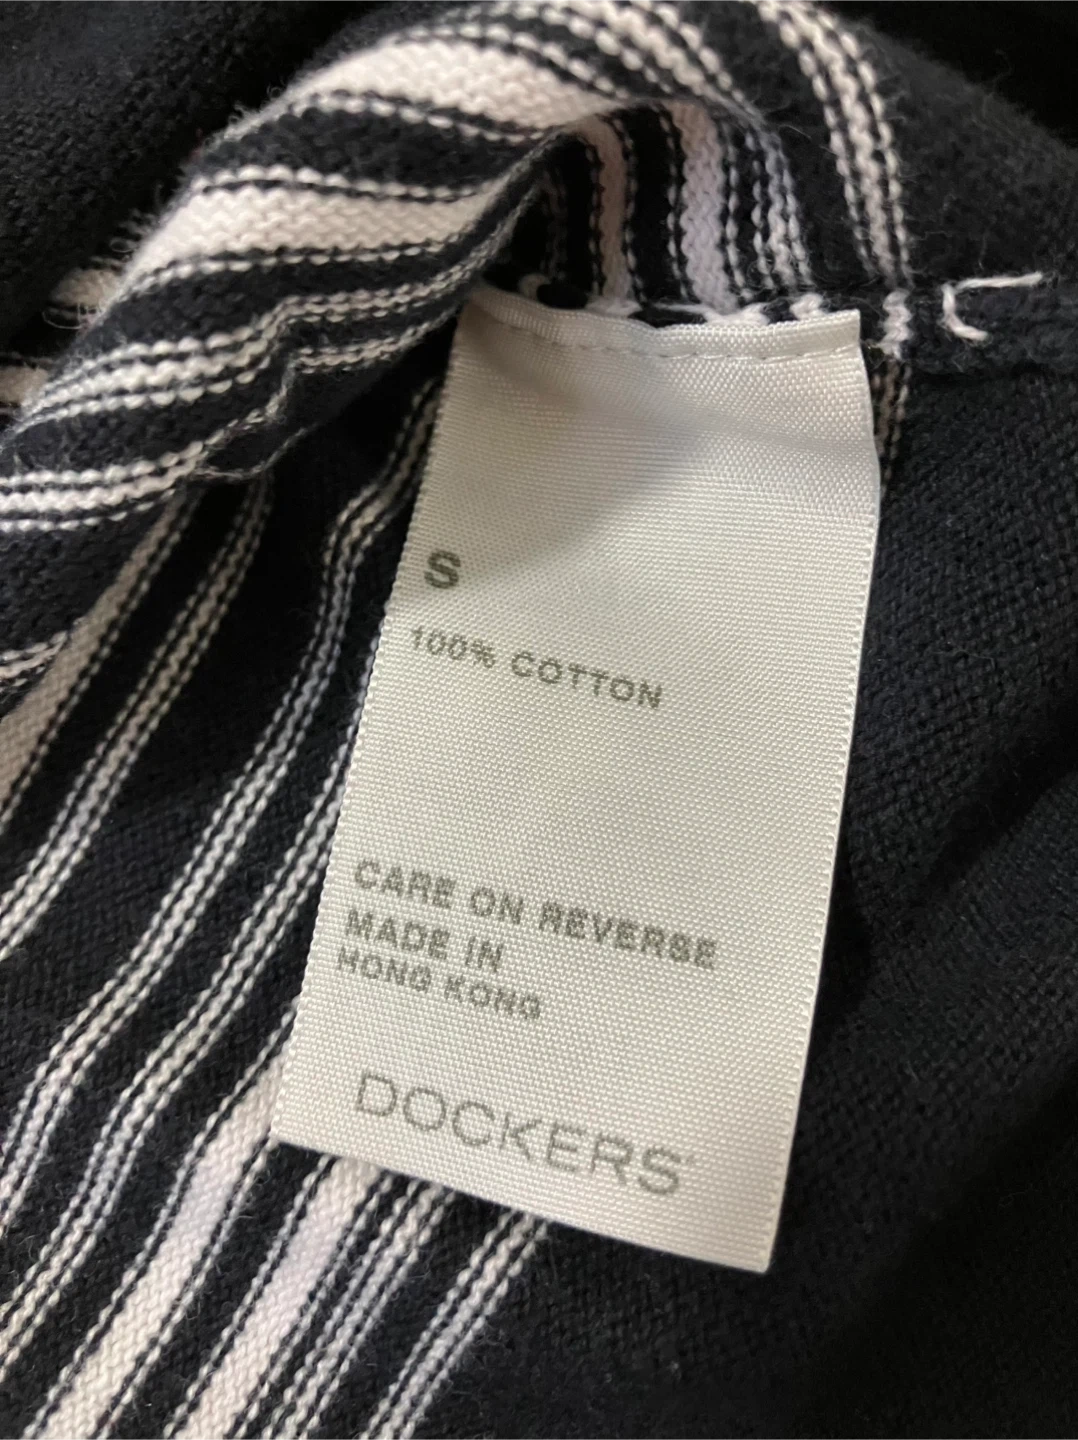 S
100% COTTON
CARE ON REVERSE
MADE IN
HONG KONG
DOCKERS